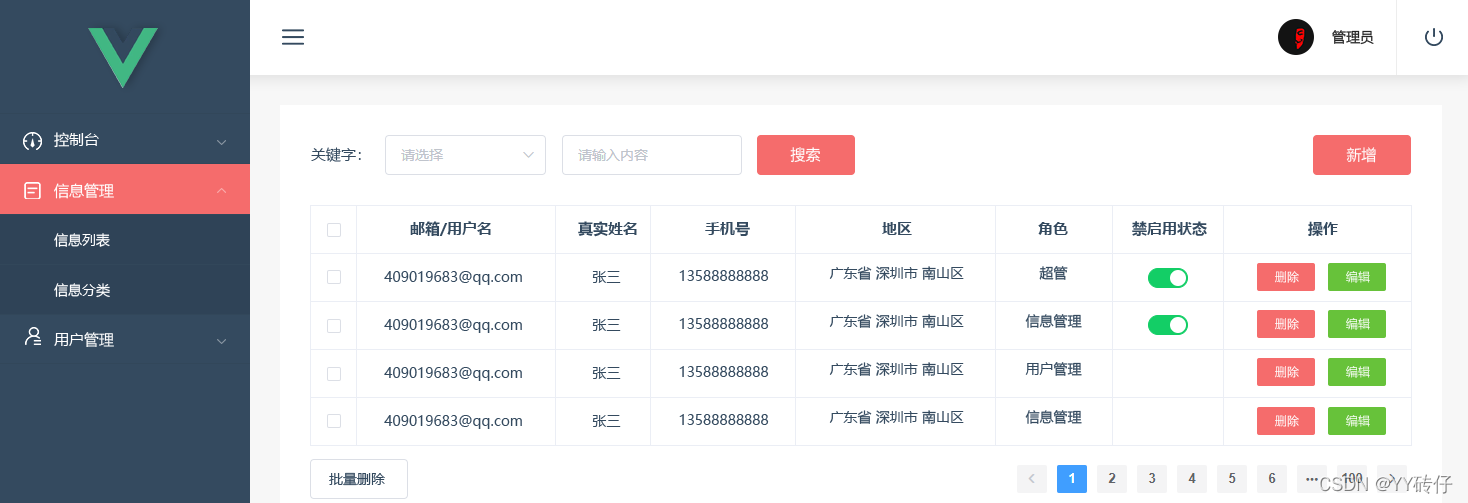 管理员
控制台
信息管理
信息列表
信息分类
用户管理
关键字： 请选择 请输入内容 搜索 新增
邮箱/用户名 真实姓名 手机号 地区 角色 禁启用状态 操作
409019683@qq.com 张三 13588888888 广东省 深圳市 南山区 超管 删除 编辑
409019683@qq.com 张三 13588888888 广东省 深圳市 南山区 信息管理 删除 编辑
409019683@qq.com 张三 13588888888 广东省 深圳市 南山区 用户管理 删除 编辑
409019683@qq.com 张三 13588888888 广东省 深圳市 南山区 信息管理 删除 编辑
批量删除 1 2 3 4 5 6 ••• 100
CSDN @YY砖仔